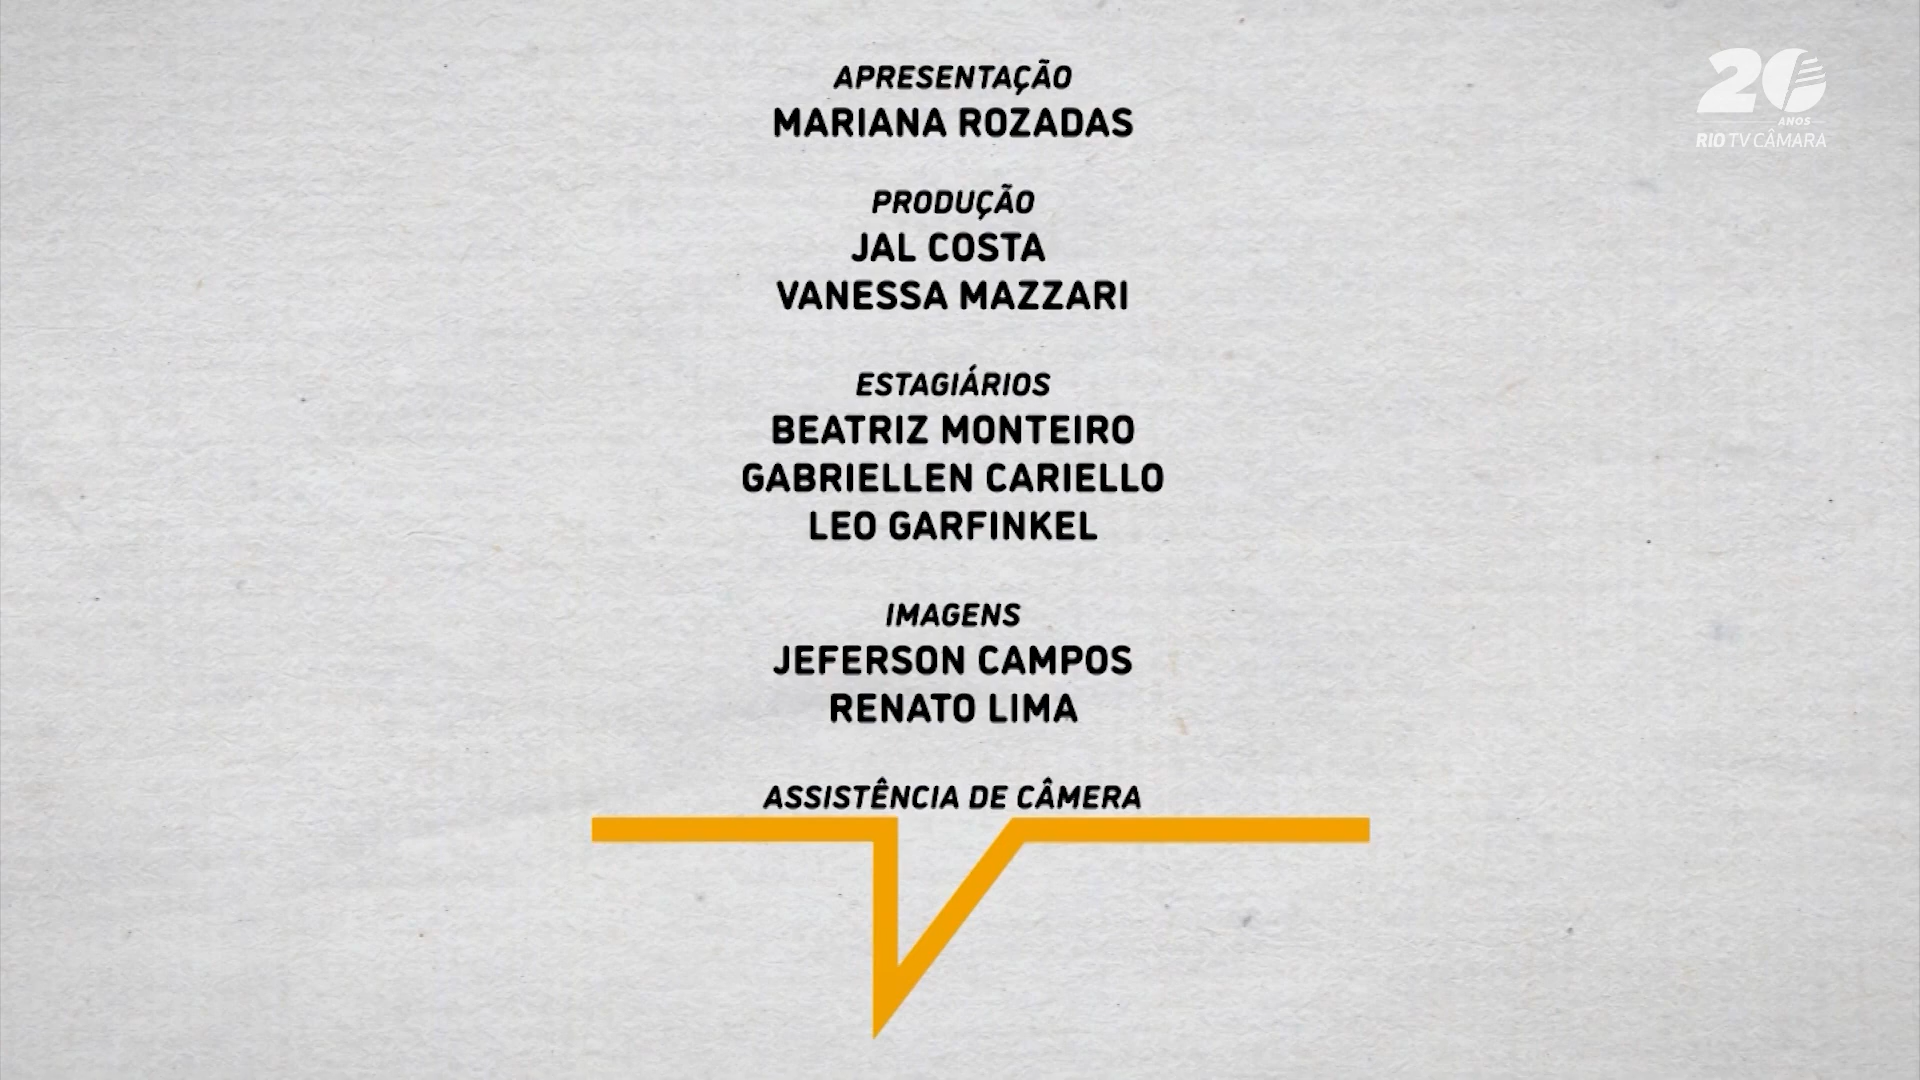 APRESENTAÇÃO
MARIANA ROZADAS
PRODUÇÃO
JAL COSTA
VANESSA MAZZARI
ESTAGIÁRIOS
BEATRIZ MONTEIRO
GABRIELLEN CARIELLO
LEO GARFINKEL
IMAGENS
JEFERSON CAMPOS
RENATO LIMA
ASSISTÊNCIA DE CÂMERA
20
ANOS
RIO TV CÂMARA